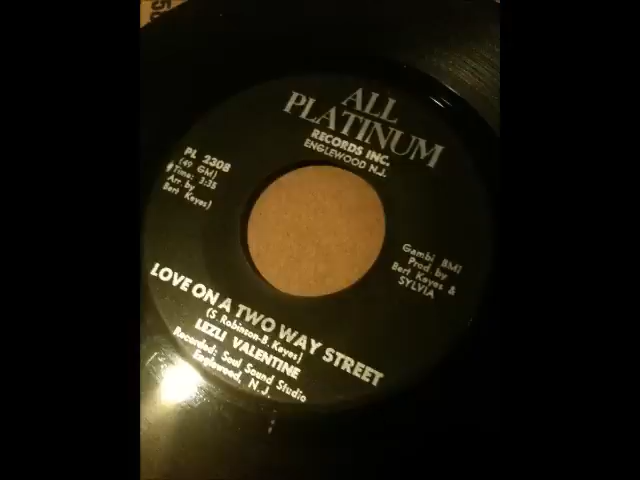 ALL
PLATINUM
RECORDS INC.
ENGLEWOOD N.J.
PL 2308
(49 GM)
Time: 3:35
Arr. by
Bert Keyes)
Gambi BMI
Prod. by
Bert Keyes &
SYLVIA
LOVE ON A TWO WAY STREET
(S. Robinson-B. Keyes)
LEZLI VALENTINE
Recorded: Soul Sound Studio
Englewood, N.J.